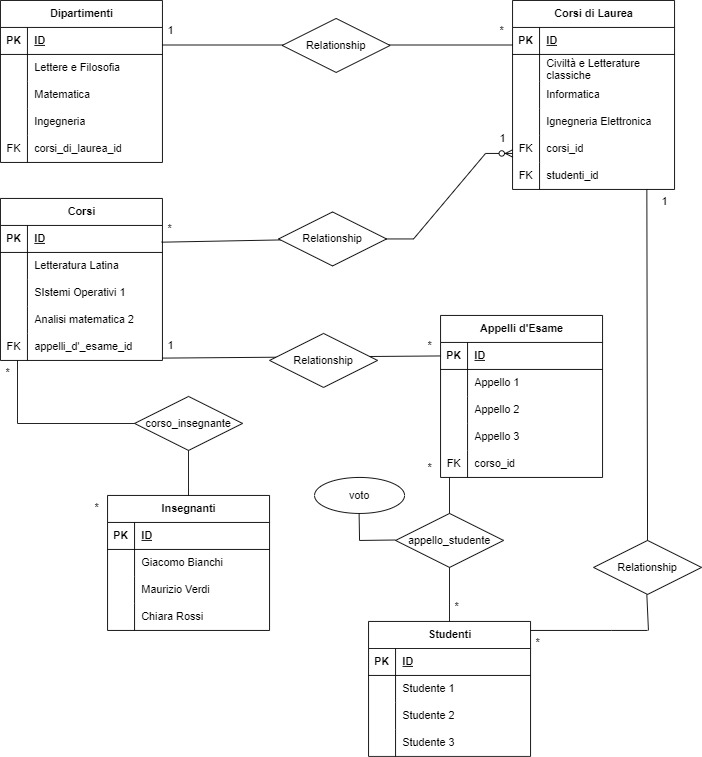 Dipartimenti
PK ID
Lettere e Filosofia
Matematica
Ingegneria
FK corsi_di_laurea_id
1
Relationship
*
Corsi di Laurea
PK ID
Civiltà e Letterature
classiche
Informatica
Ignegneria Elettronica
FK corsi_id
FK studenti_id
1
1
Corsi
PK ID
Letteratura Latina
SIstemi Operativi 1
Analisi matematica 2
FK appelli_d'_esame_id
*
Relationship
1
Relationship
*
Appelli d'Esame
PK ID
Appello 1
Appello 2
Appello 3
FK corso_id
*
*
corso_insegnante
*
Insegnanti
PK ID
Giacomo Bianchi
Maurizio Verdi
Chiara Rossi
voto
appello_studente
Relationship
*
*
Studenti
PK ID
Studente 1
Studente 2
Studente 3